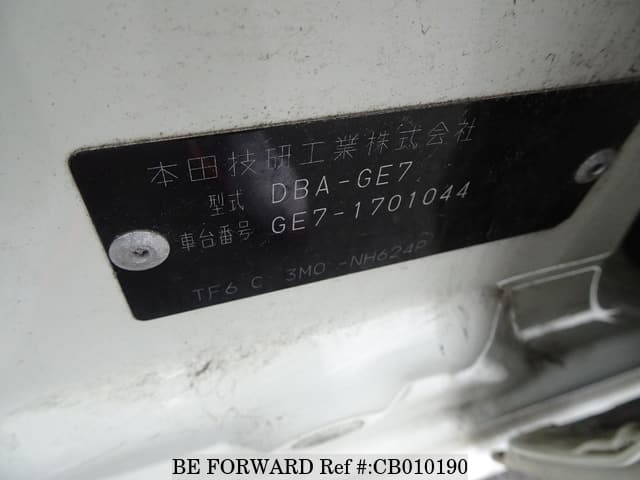 本田技研工業株式会社
型式 DBA-GE7
車台番号 GE7-1701044
TF6 C 3M0 -NH624P
BE FORWARD Ref #:CB010190